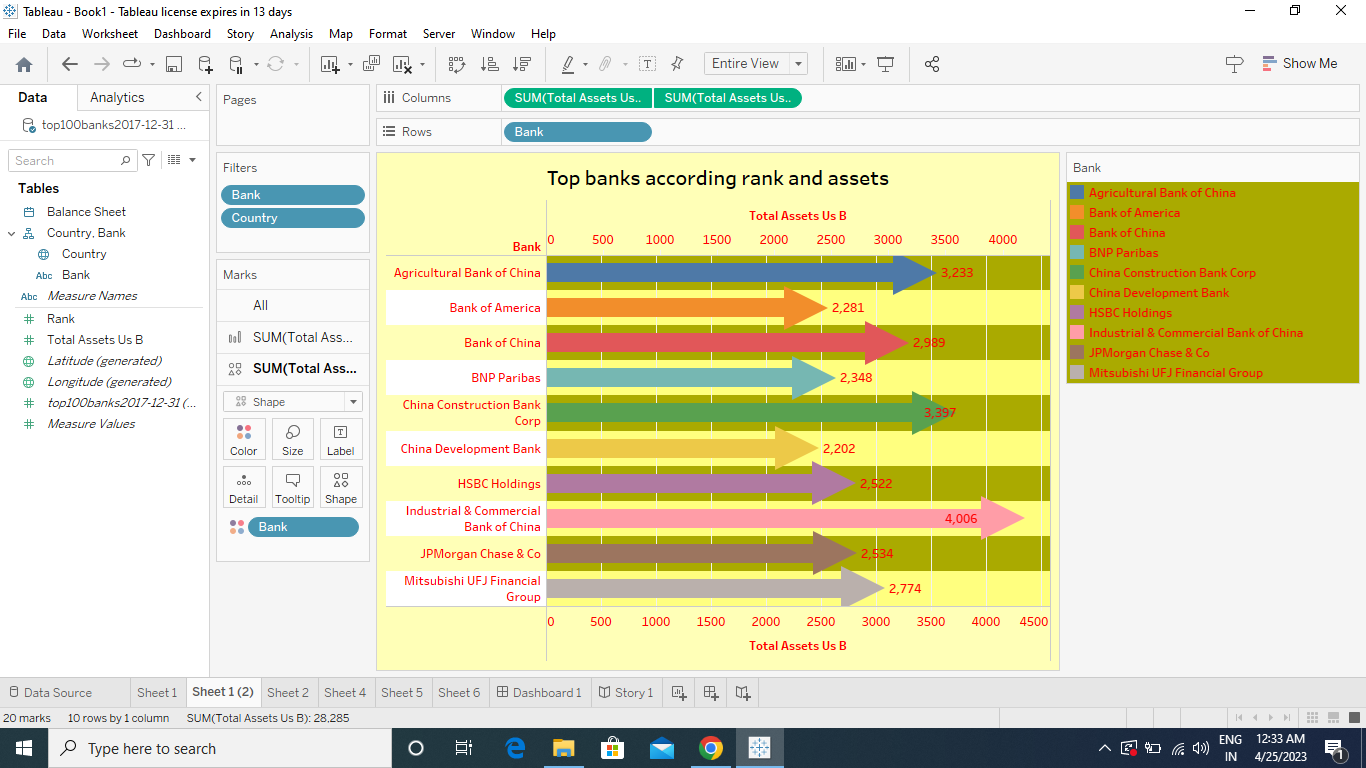 Tableau - Book1 - Tableau license expires in 13 days
File Data Worksheet Dashboard Story Analysis Map Format Server Window Help
Entire View
Show Me
Data Analytics
top100banks2017-12-31 ...
Search
Tables
Balance Sheet
Country, Bank
Country
Abc Bank
Abc Measure Names
Rank
Total Assets Us B
Latitude (generated)
Longitude (generated)
top100banks2017-12-31 (...
Measure Values
Pages
Filters
Bank
Country
Marks
All
SUM(Total Ass...
SUM(Total Ass...
Shape
Color Size Label
Detail Tooltip Shape
Bank
Columns SUM(Total Assets Us.. SUM(Total Assets Us..
Rows Bank
Top banks according rank and assets
Total Assets Us B
Bank 0 500 1000 1500 2000 2500 3000 3500 4000
Agricultural Bank of China 3,233
Bank of America 2,281
Bank of China 2,989
BNP Paribas 2,348
China Construction Bank
Corp 3,397
China Development Bank 2,202
HSBC Holdings 2,522
Industrial & Commercial
Bank of China 4,006
JPMorgan Chase & Co 2,534
Mitsubishi UFJ Financial
Group 2,774
0 500 1000 1500 2000 2500 3000 3500 4000 4500
Total Assets Us B
Bank
Agricultural Bank of China
Bank of America
Bank of China
BNP Paribas
China Construction Bank Corp
China Development Bank
HSBC Holdings
Industrial & Commercial Bank of China
JPMorgan Chase & Co
Mitsubishi UFJ Financial Group
Data Source Sheet 1 Sheet 1 (2) Sheet 2 Sheet 4 Sheet 5 Sheet 6 Dashboard 1 Story 1
20 marks 10 rows by 1 column SUM(Total Assets Us B): 28,285
Type here to search
ENG
IN
12:33 AM
4/25/2023
1